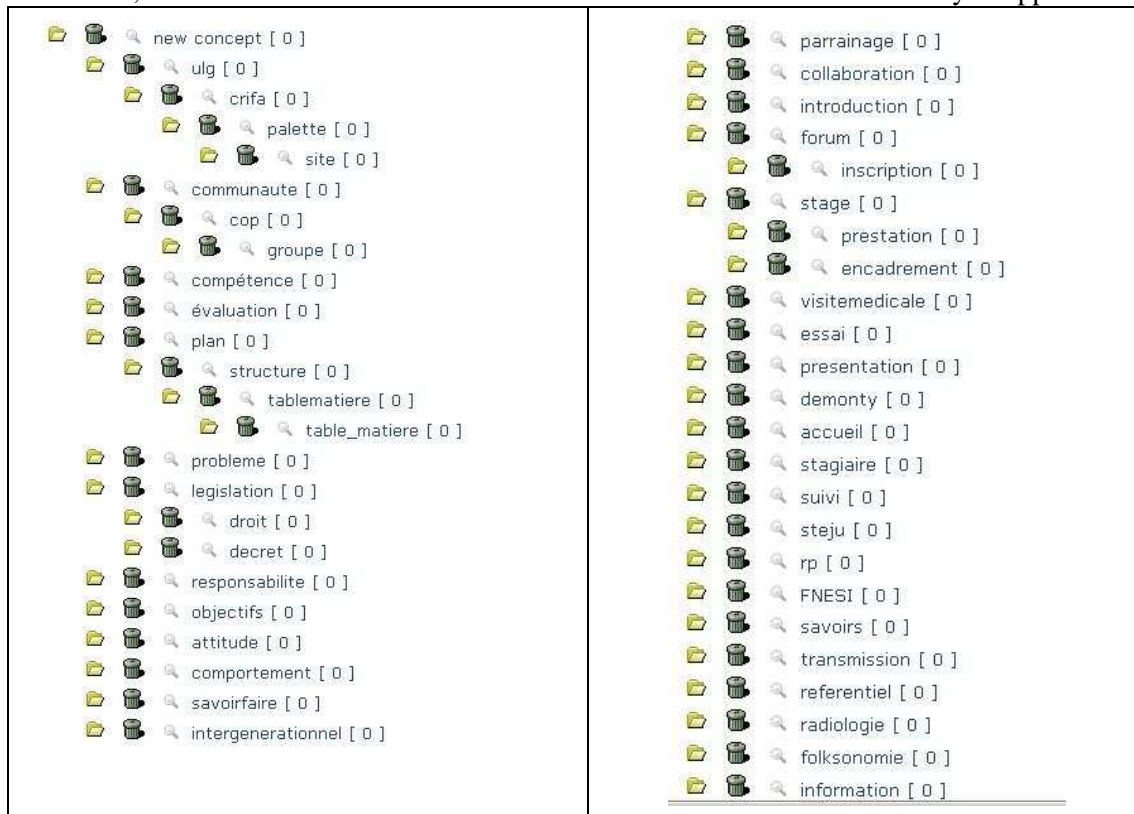 new concept [ 0 ]
ulg [ 0 ]
crifa [ 0 ]
palette [ 0 ]
site [ 0 ]
communaute [ 0 ]
cop [ 0 ]
groupe [ 0 ]
compétence [ 0 ]
évaluation [ 0 ]
plan [ 0 ]
structure [ 0 ]
tablematiere [ 0 ]
table_matiere [ 0 ]
probleme [ 0 ]
legislation [ 0 ]
droit [ 0 ]
decret [ 0 ]
responsabilite [ 0 ]
objectifs [ 0 ]
attitude [ 0 ]
comportement [ 0 ]
savoirfaire [ 0 ]
intergenerationnel [ 0 ]
parrainage [ 0 ]
collaboration [ 0 ]
introduction [ 0 ]
forum [ 0 ]
inscription [ 0 ]
stage [ 0 ]
prestation [ 0 ]
encadrement [ 0 ]
visitemedicale [ 0 ]
essai [ 0 ]
presentation [ 0 ]
demonty [ 0 ]
accueil [ 0 ]
stagiaire [ 0 ]
suivi [ 0 ]
steju [ 0 ]
rp [ 0 ]
FNESI [ 0 ]
savoirs [ 0 ]
transmission [ 0 ]
referentiel [ 0 ]
radiologie [ 0 ]
folksonomie [ 0 ]
information [ 0 ]